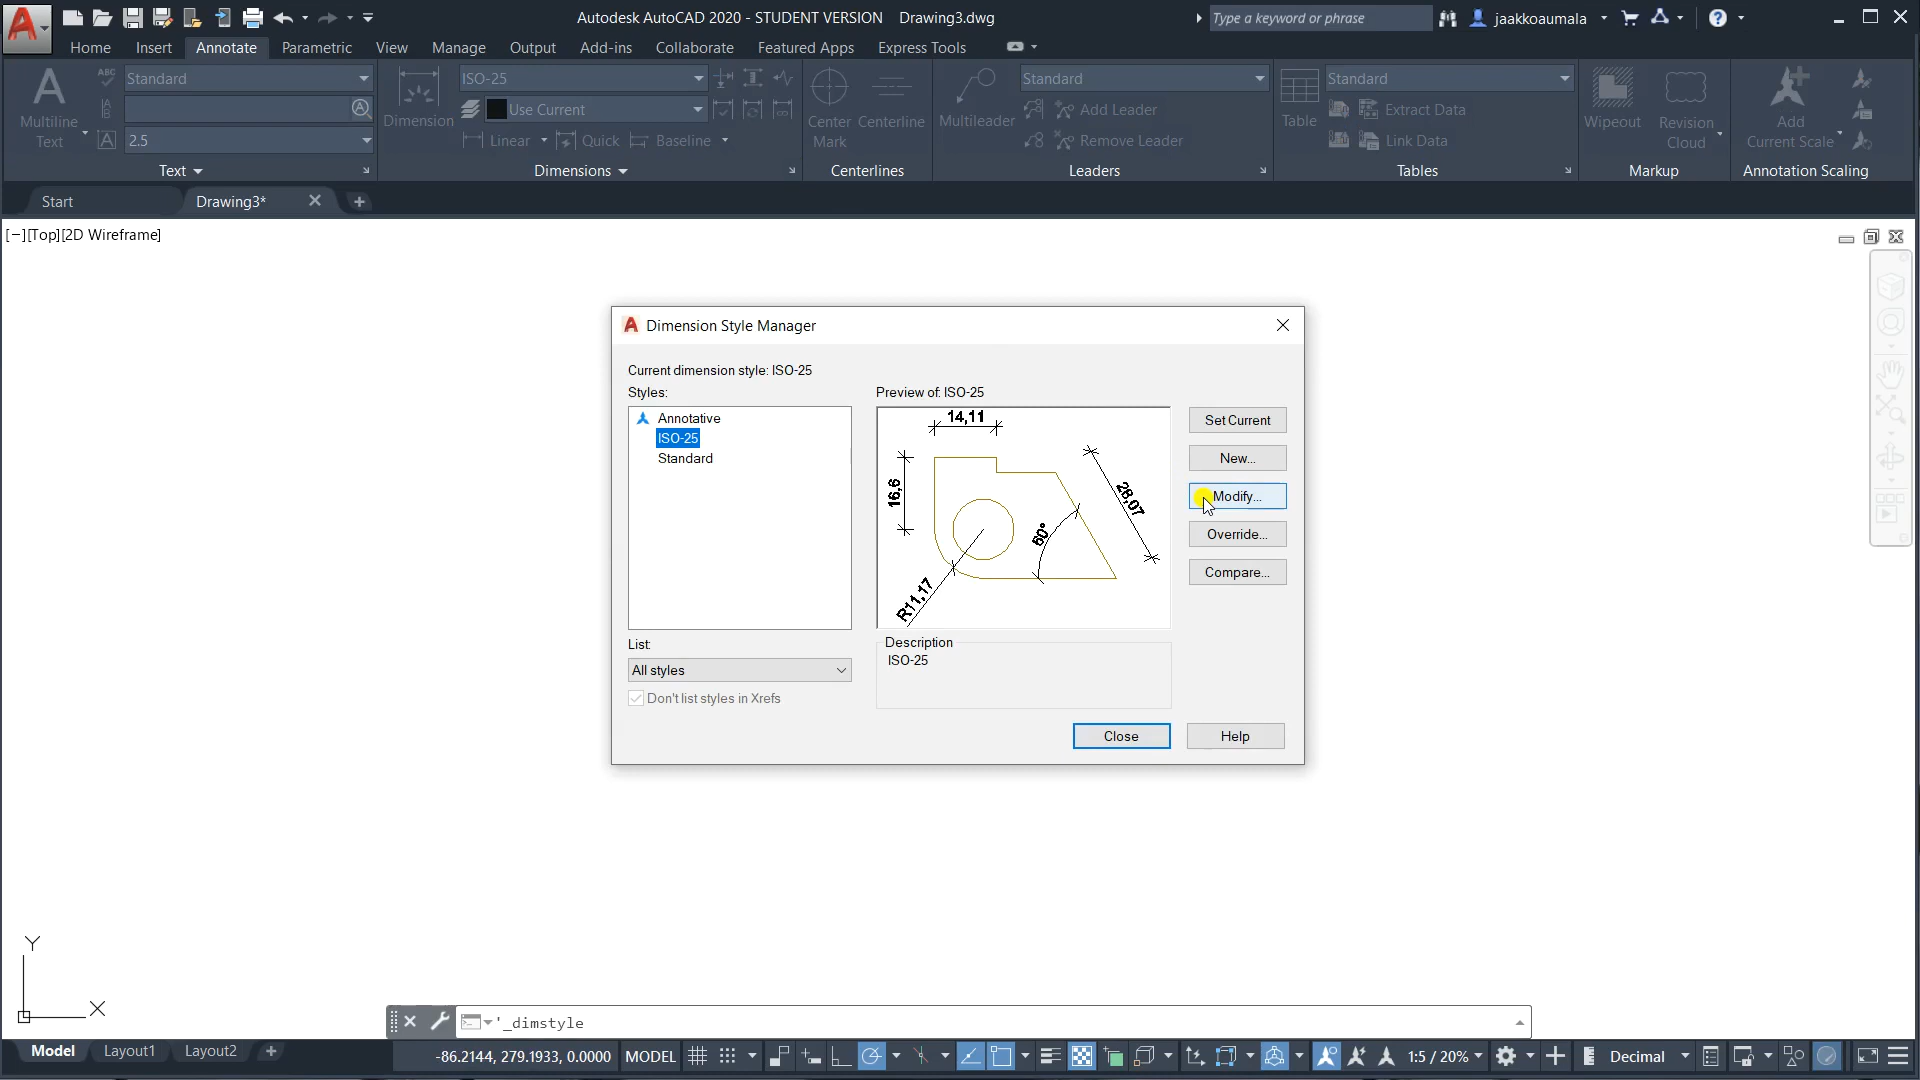 Autodesk AutoCAD 2020 - STUDENT VERSION    Drawing3.dwg
Type a keyword or phrase
jaakkoaumala
Home Insert Annotate Parametric View Manage Output Add-ins Collaborate Featured Apps Express Tools
Multiline
Text
ABC
Standard
2.5
Text
Dimension
ISO-25
Use Current
Linear Quick Baseline
Dimensions
Center
Mark
Centerline
Centerlines
Multileader
Standard
Add Leader
Remove Leader
Leaders
Table
Standard
Extract Data
Link Data
Tables
Wipeout
Revision
Cloud
Markup
Add
Current Scale
Annotation Scaling
Start
Drawing3*
[−][Top][2D Wireframe]
Dimension Style Manager
Current dimension style: ISO-25
Styles:
Annotative
ISO-25
Standard
List:
All styles
Don't list styles in Xrefs
Preview of: ISO-25
14,11
16,6
28,07
60°
R11,17
Description
ISO-25
Set Current
New...
Modify...
Override...
Compare...
Close
Help
Y
X
'_dimstyle
Model Layout1 Layout2
-86.2144, 279.1933, 0.0000 MODEL
1:5 / 20%
Decimal